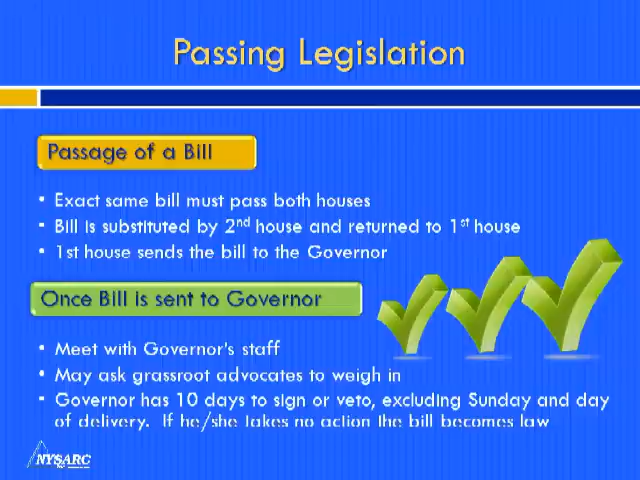 Passing Legislation
Passage of a Bill
• Exact same bill must pass both houses
• Bill is substituted by 2nd house and returned to 1st house
• 1st house sends the bill to the Governor
Once Bill is sent to Governor
• Meet with Governor's staff
• May ask grassroot advocates to weigh in
• Governor has 10 days to sign or veto, excluding Sunday and day
of delivery. If he/she takes no action the bill becomes law
NYSARC